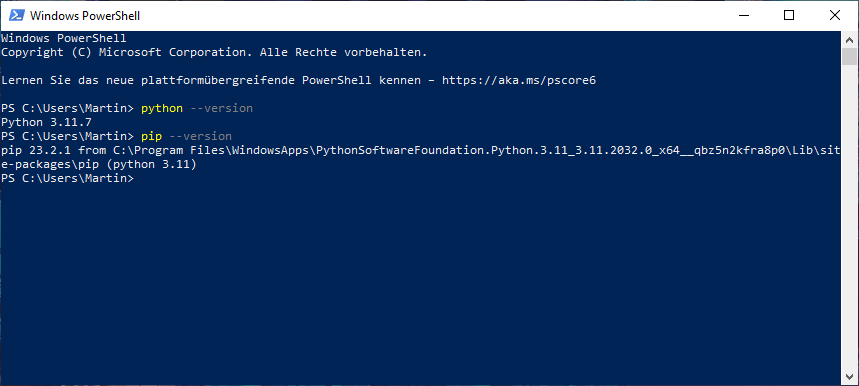 Windows PowerShell
Windows PowerShell
Copyright (C) Microsoft Corporation. Alle Rechte vorbehalten.
Lernen Sie das neue plattformübergreifende PowerShell kennen – https://aka.ms/pscore6
PS C:\Users\Martin> python --version
Python 3.11.7
PS C:\Users\Martin> pip --version
pip 23.2.1 from C:\Program Files\WindowsApps\PythonSoftwareFoundation.Python.3.11_3.11.2032.0_x64__qbz5n2kfra8p0\Lib\sit
e-packages\pip (python 3.11)
PS C:\Users\Martin>